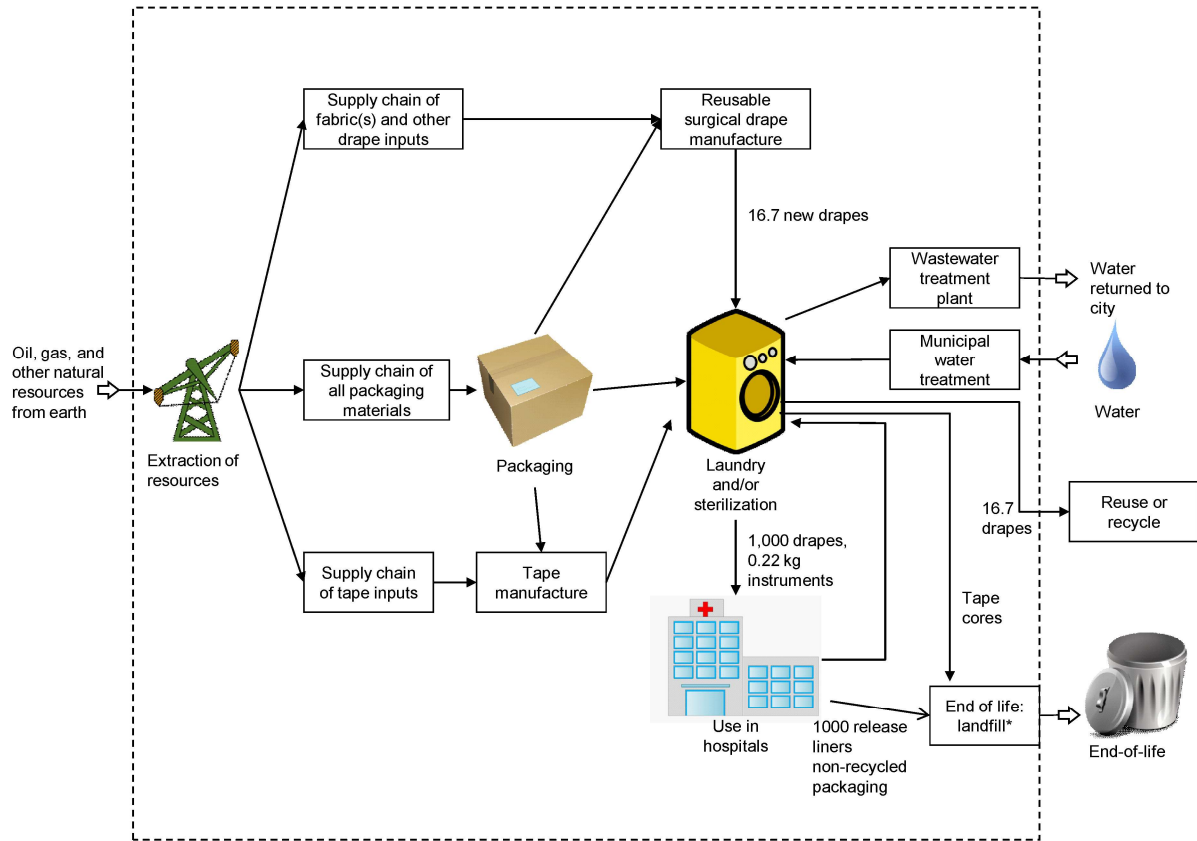 Supply chain of
fabric(s) and other
drape inputs
Reusable
surgical drape
manufacture
16.7 new drapes
Wastewater
treatment
plant
Water
returned to
city
Oil, gas, and
other natural
resources
from earth
Extraction of
resources
Supply chain of
all packaging
materials
Packaging
Municipal
water
treatment
Water
Laundry
and/or
sterilization
16.7
drapes
Reuse or
recycle
1,000 drapes,
0.22 kg
instruments
Supply chain
of tape inputs
Tape
manufacture
Tape
cores
Use in
hospitals
1000 release
liners
non-recycled
packaging
End of life:
landfill*
End-of-life